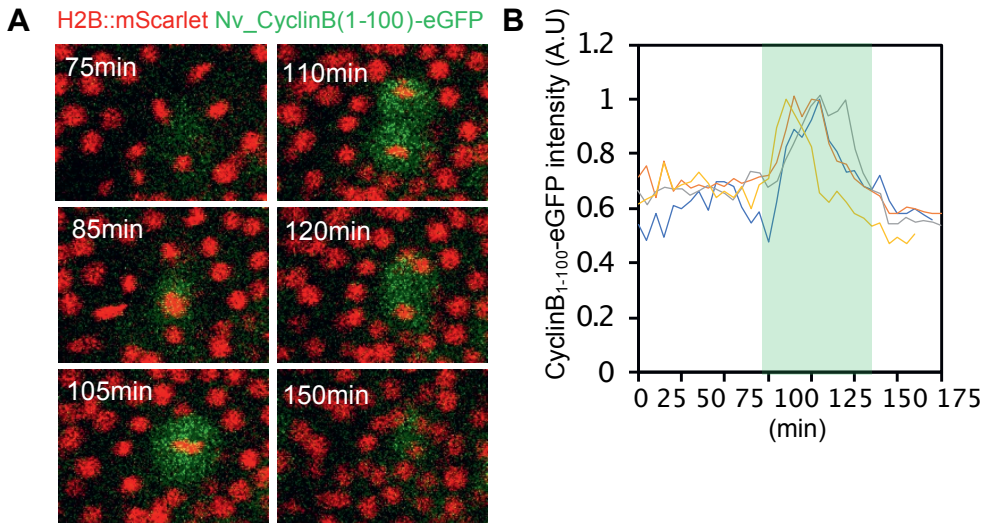 A
H2B::mScarlet Nv_CyclinB(1-100)-eGFP
75min
110min
85min
120min
105min
150min
B
CyclinB1-100-eGFP intensity (A.U)
1.2
1
0.8
0.6
0.4
0.2
0
0 25 50 75 100 125 150 175
(min)